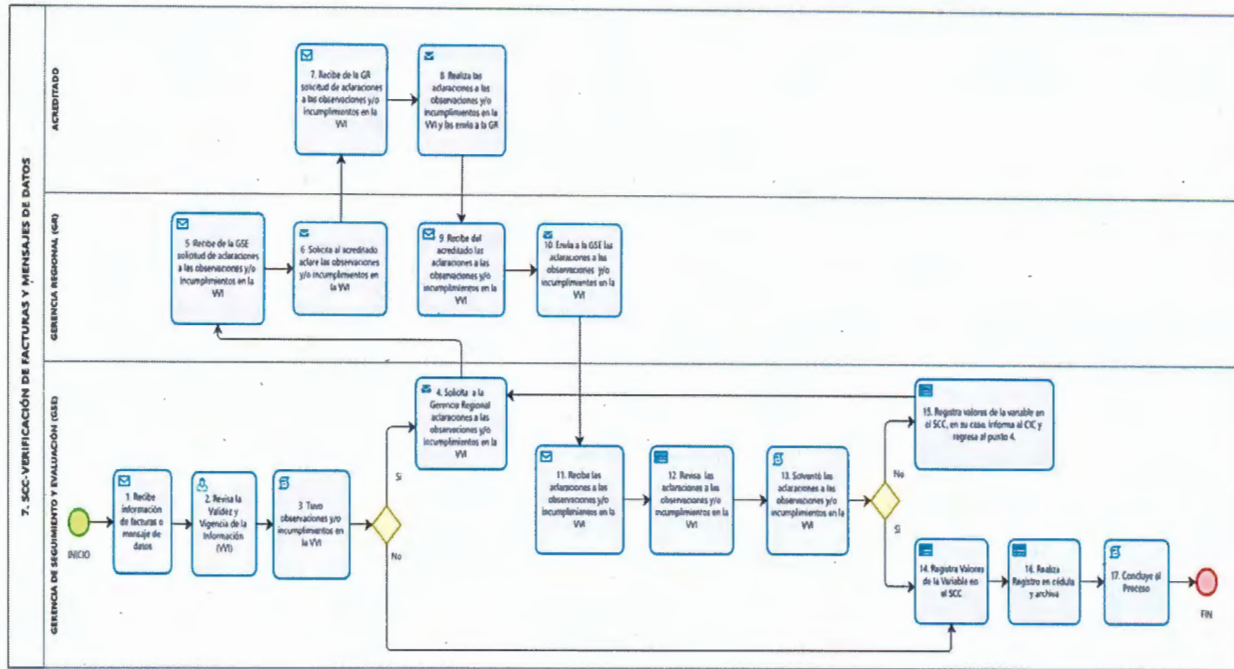 7. SCC-VERIFICACIÓN DE FACTURAS Y MENSAJES DE DATOS
ACREDITADO
7. Recibe de la GR
solicitud de aclaraciones
a las observaciones y/o
incumplimientos en la
VVI
8. Realiza las
aclaraciones a las
observaciones y/o
incumplimientos en la
VVI y las envía a la GR
GERENCIA REGIONAL (GR)
5. Recibe de la GSE
solicitud de aclaraciones
a las observaciones y/o
incumplimientos en la
VVI
6. Solicita al acreditado
aclare las observaciones
y/o incumplimientos en
la VVI
9. Recibe del
acreditado las
aclaraciones a las
observaciones y/o
incumplimientos en la
VVI
10. Envía a la GSE las
aclaraciones a las
observaciones y/o
incumplimientos en la
VVI
GERENCIA DE SEGUIMIENTO Y EVALUACIÓN (GSE)
INICIO
1. Recibe
información
de facturas o
mensaje de
datos
2. Revisa la
Validez y
Vigencia de la
Información
(VVI)
3. Tuvo
observaciones y/o
incumplimientos en
la VVI
Sí
No
4. Solicita a la
Gerencia Regional
aclaraciones a las
observaciones y/o
incumplimientos en la
VVI
11. Recibe las
aclaraciones a las
observaciones y/o
incumplimientos en la
VVI
12. Revisa las
aclaraciones a las
observaciones y/o
incumplimientos en la
VVI
13. Solventó las
aclaraciones a las
observaciones y/o
incumplimientos en la
VVI
No
Sí
15. Registra valores de la variable en
el SCC, en su caso, informa al CIC y
regresa al punto 4.
14. Registra Valores
de la Variable en
el SCC
16. Realiza
Registro en cédula
y archiva
17. Concluye el
Proceso
FIN